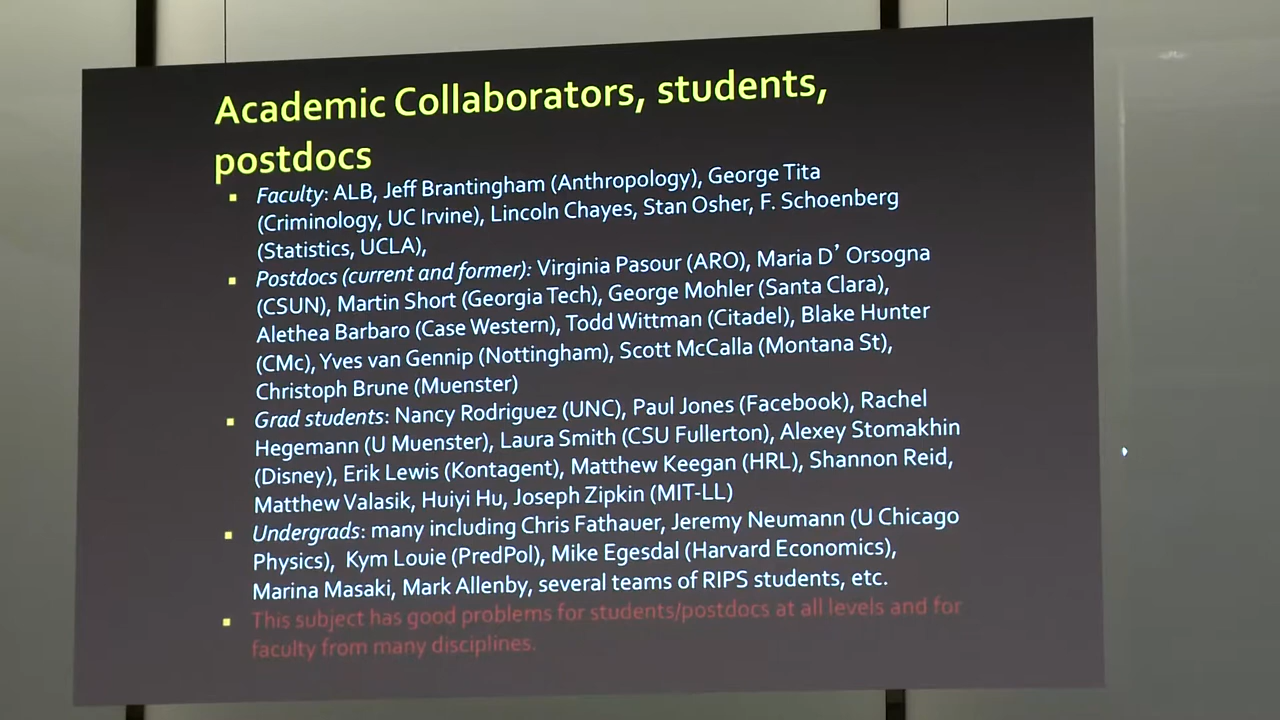 Academic Collaborators, students,
postdocs
▪ Faculty: ALB, Jeff Brantingham (Anthropology), George Tita
(Criminology, UC Irvine), Lincoln Chayes, Stan Osher, F. Schoenberg
(Statistics, UCLA),
▪ Postdocs (current and former): Virginia Pasour (ARO), Maria D’ Orsogna
(CSUN), Martin Short (Georgia Tech), George Mohler (Santa Clara),
Alethea Barbaro (Case Western), Todd Wittman (Citadel), Blake Hunter
(CMc), Yves van Gennip (Nottingham), Scott McCalla (Montana St),
Christoph Brune (Muenster)
▪ Grad students: Nancy Rodriguez (UNC), Paul Jones (Facebook), Rachel
Hegemann (U Muenster), Laura Smith (CSU Fullerton), Alexey Stomakhin
(Disney), Erik Lewis (Kontagent), Matthew Keegan (HRL), Shannon Reid,
Matthew Valasik, Huiyi Hu, Joseph Zipkin (MIT-LL)
▪ Undergrads: many including Chris Fathauer, Jeremy Neumann (U Chicago
Physics), Kym Louie (PredPol), Mike Egesdal (Harvard Economics),
Marina Masaki, Mark Allenby, several teams of RIPS students, etc.
▪ This subject has good problems for students/postdocs at all levels and for
faculty from many disciplines.